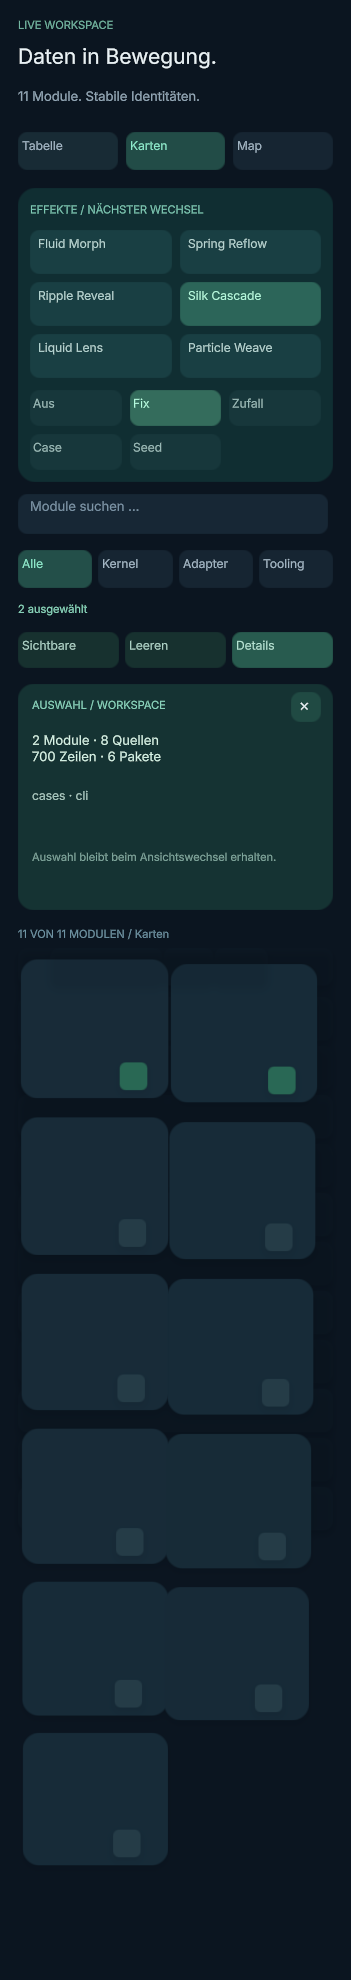 LIVE WORKSPACE
Daten in Bewegung.
11 Module. Stabile Identitäten.
Tabelle
Karten
Map
EFFEKTE / NÄCHSTER WECHSEL
Fluid Morph
Spring Reflow
Ripple Reveal
Silk Cascade
Liquid Lens
Particle Weave
Aus
Fix
Zufall
Case
Seed
Module suchen ...
Alle
Kernel
Adapter
Tooling
2 ausgewählt
Sichtbare
Leeren
Details
AUSWAHL / WORKSPACE
×
2 Module · 8 Quellen
700 Zeilen · 6 Pakete
cases · cli
Auswahl bleibt beim Ansichtswechsel erhalten.
11 VON 11 MODULEN / Karten